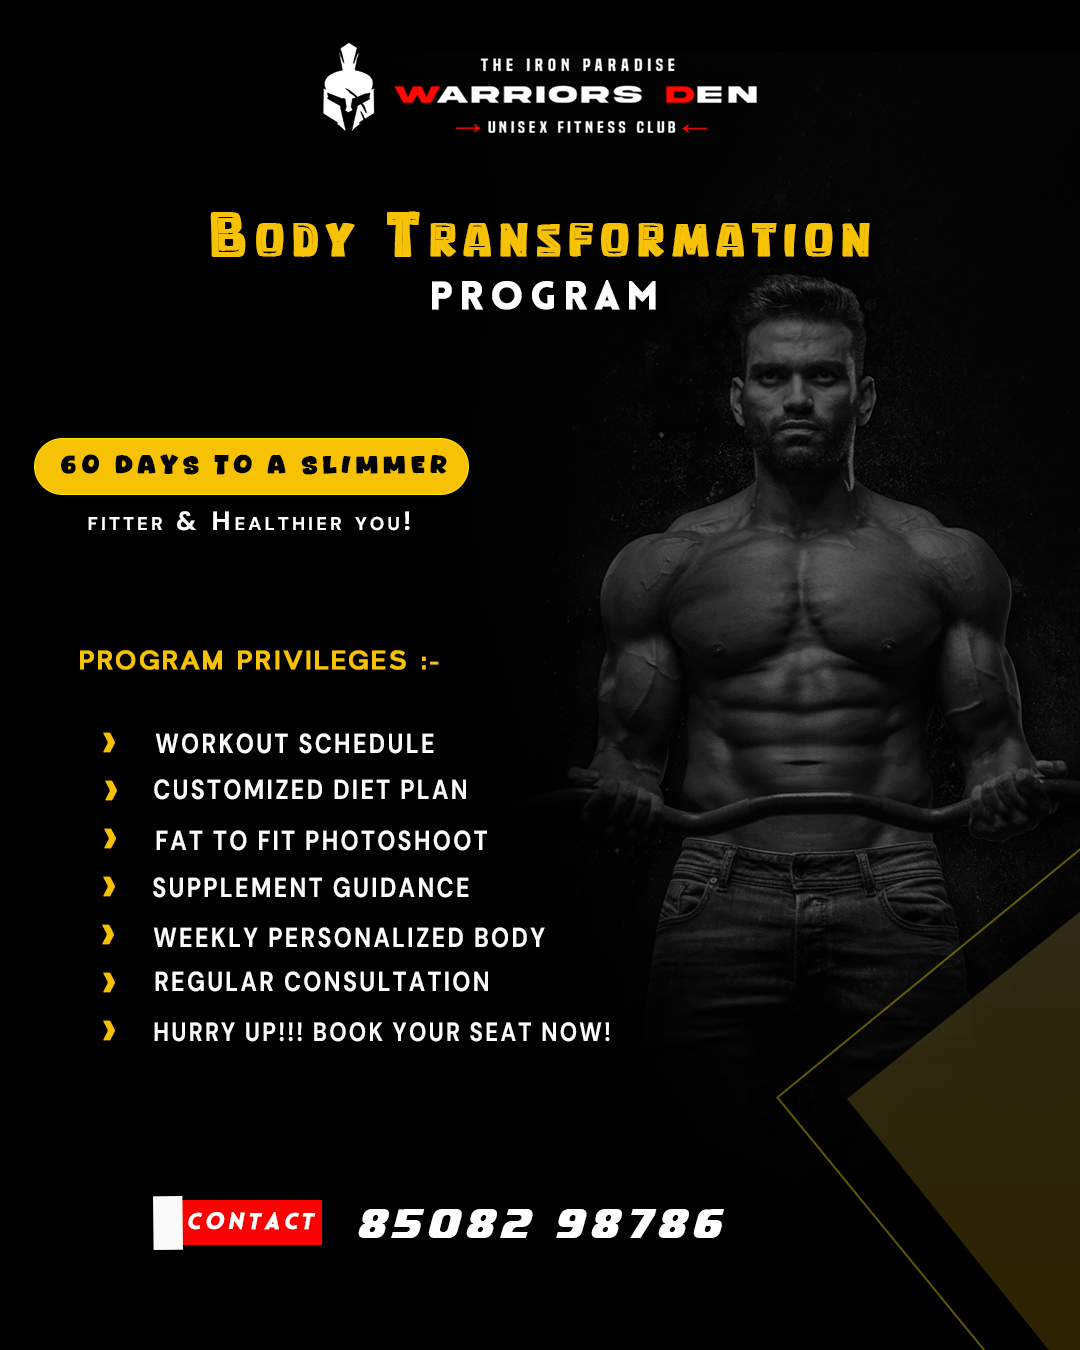 THE IRON PARADISE
WARRIORS DEN
UNISEX FITNESS CLUB
BODY TRANSFORMATION
PROGRAM
60 DAYS TO A SLIMMER
FITTER & HEALTHIER YOU!
PROGRAM PRIVILEGES :-
WORKOUT SCHEDULE
CUSTOMIZED DIET PLAN
FAT TO FIT PHOTOSHOOT
SUPPLEMENT GUIDANCE
WEEKLY PERSONALIZED BODY
REGULAR CONSULTATION
HURRY UP!!! BOOK YOUR SEAT NOW!
CONTACT 85082 98786